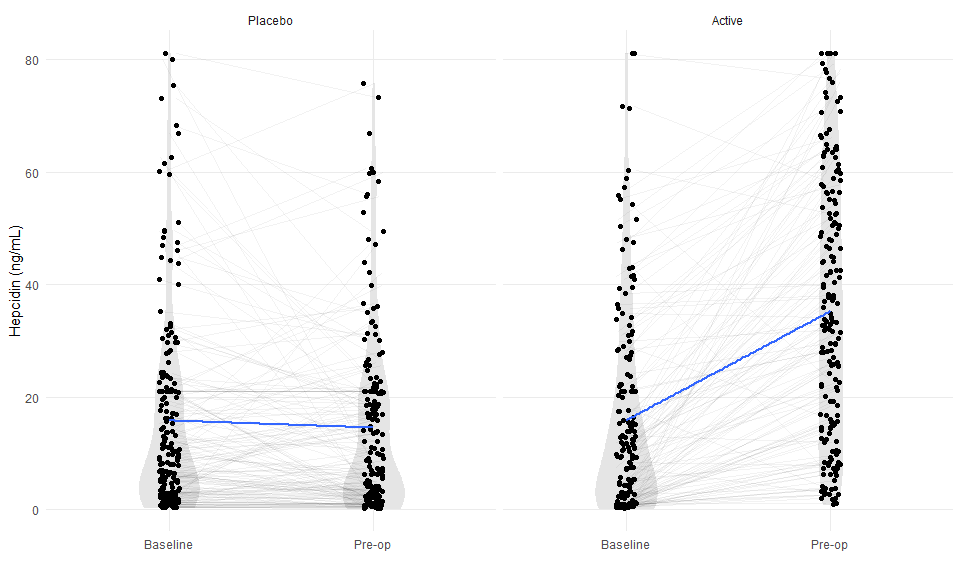 Placebo
Active
Hepcidin (ng/mL)
80
60
40
20
0
Baseline
Pre-op
Baseline
Pre-op